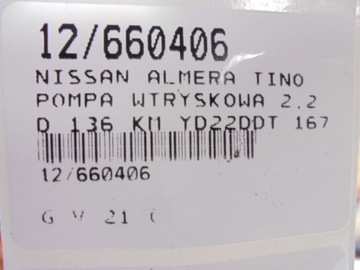 12/660406
NISSAN ALMERA TINO
POMPA WTRYSKOWA 2.2
D 136 KM YD22DDT 167
12/660406
G V 21 (